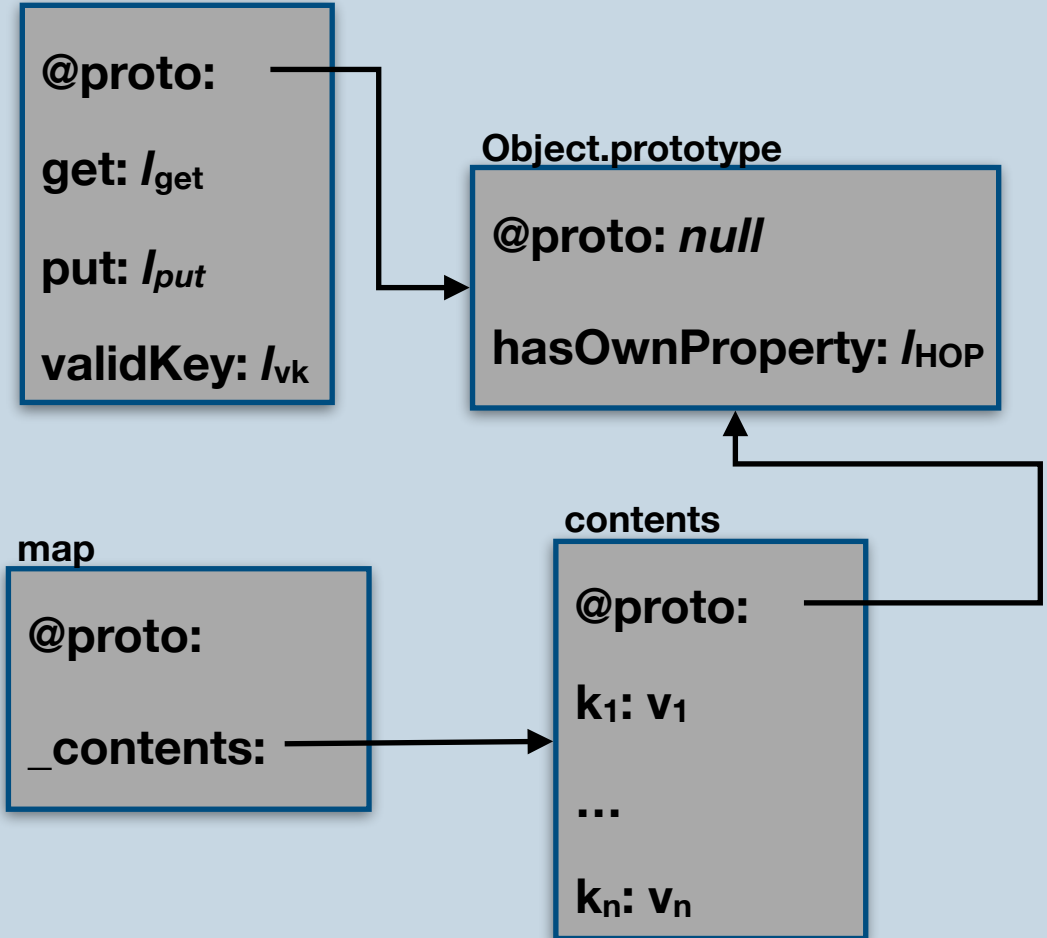 @proto:
get: lget
put: lput
validKey: lvk
Object.prototype
@proto: null
hasOwnProperty: lHOP
map
@proto:
_contents:
contents
@proto:
k1: v1
...
kn: vn